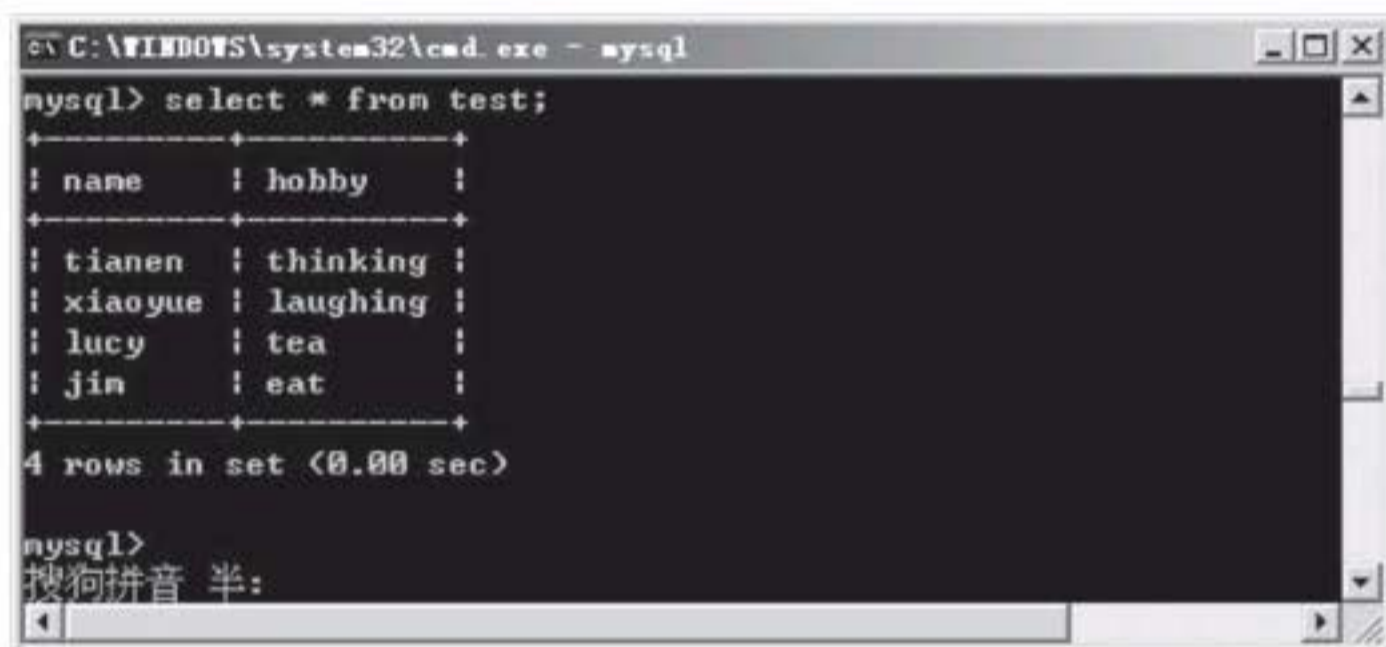 C:\WINDOWS\system32\cmd.exe - mysql
mysql> select * from test;
+---------+----------+
| name    | hobby    |
+---------+----------+
| tianen  | thinking |
| xiaoyue | laughing |
| lucy    | tea      |
| jim     | eat      |
+---------+----------+
4 rows in set (0.00 sec)
mysql>
搜狗拼音 半: